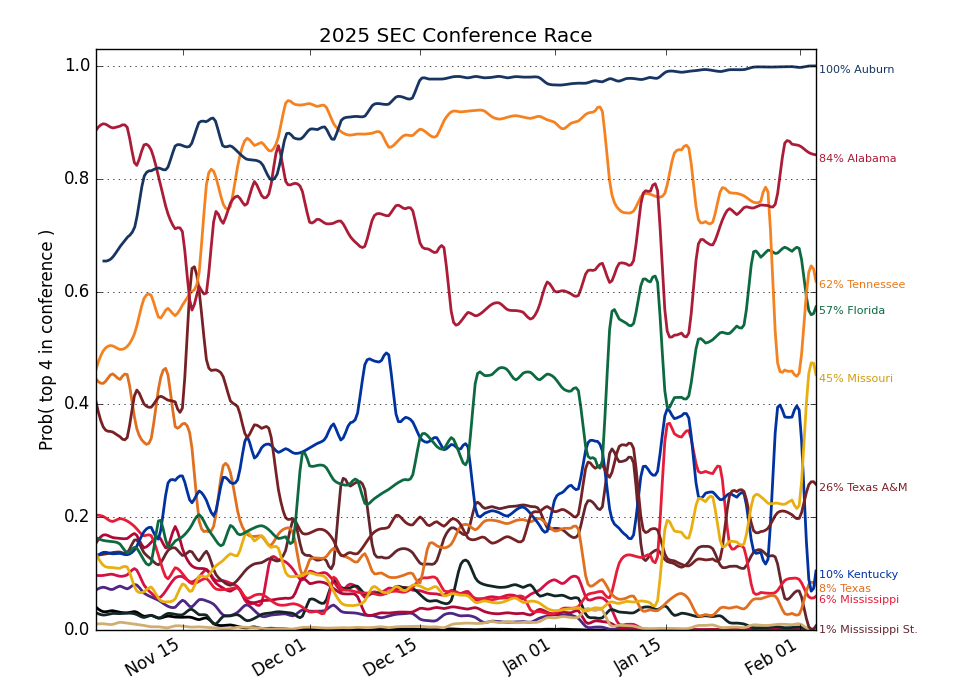 2025 SEC Conference Race
Prob( top 4 in conference )
1.0
0.8
0.6
0.4
0.2
0.0
Nov 15
Dec 01
Dec 15
Jan 01
Jan 15
Feb 01
100% Auburn
84% Alabama
62% Tennessee
57% Florida
45% Missouri
26% Texas A&M
10% Kentucky
8% Texas
6% Mississippi
1% Mississippi St.